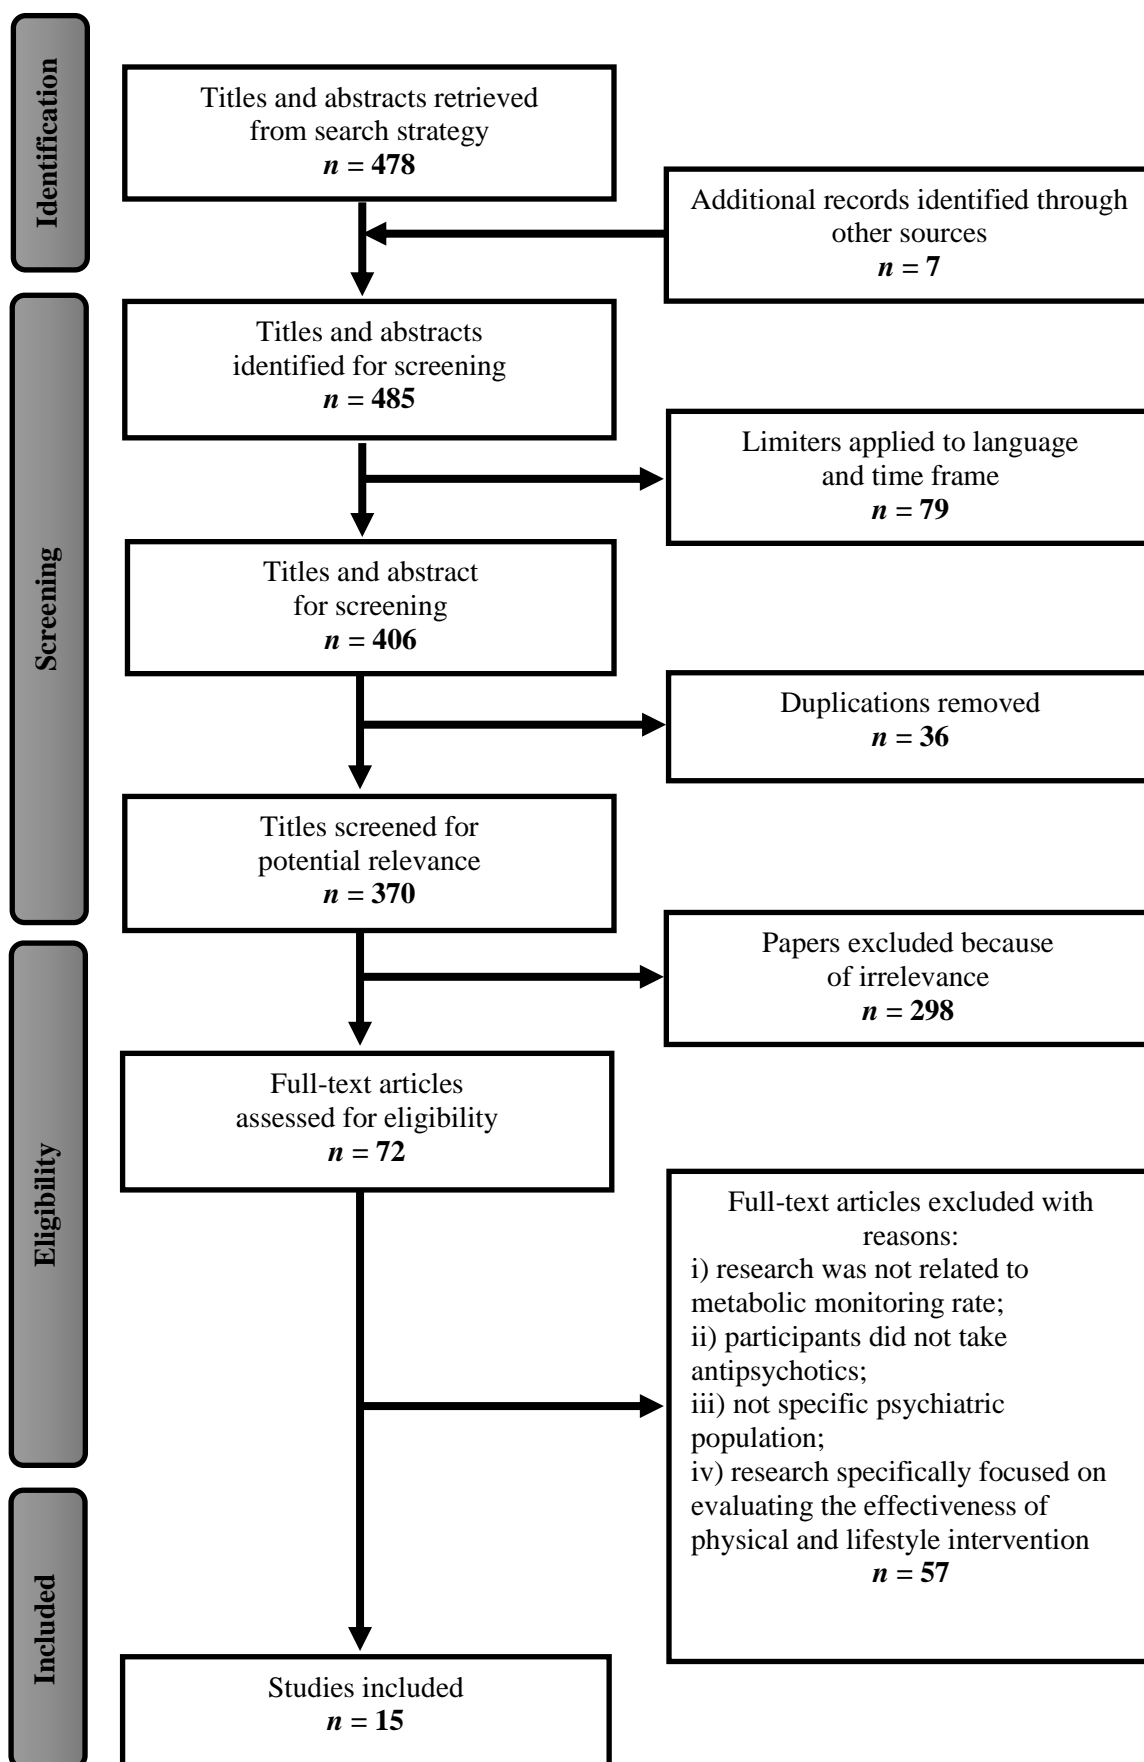 Identification
Titles and abstracts retrieved
from search strategy
n = 478
Additional records identified through
other sources
n = 7
Screening
Titles and abstracts
identified for screening
n = 485
Limiters applied to language
and time frame
n = 79
Titles and abstract
for screening
n = 406
Duplications removed
n = 36
Titles screened for
potential relevance
n = 370
Eligibility
Papers excluded because
of irrelevance
n = 298
Full-text articles
assessed for eligibility
n = 72
Full-text articles excluded with
reasons:
i) research was not related to
metabolic monitoring rate;
ii) participants did not take
antipsychotics;
iii) not specific psychiatric
population;
iv) research specifically focused on
evaluating the effectiveness of
physical and lifestyle intervention
n = 57
Included
Studies included
n = 15